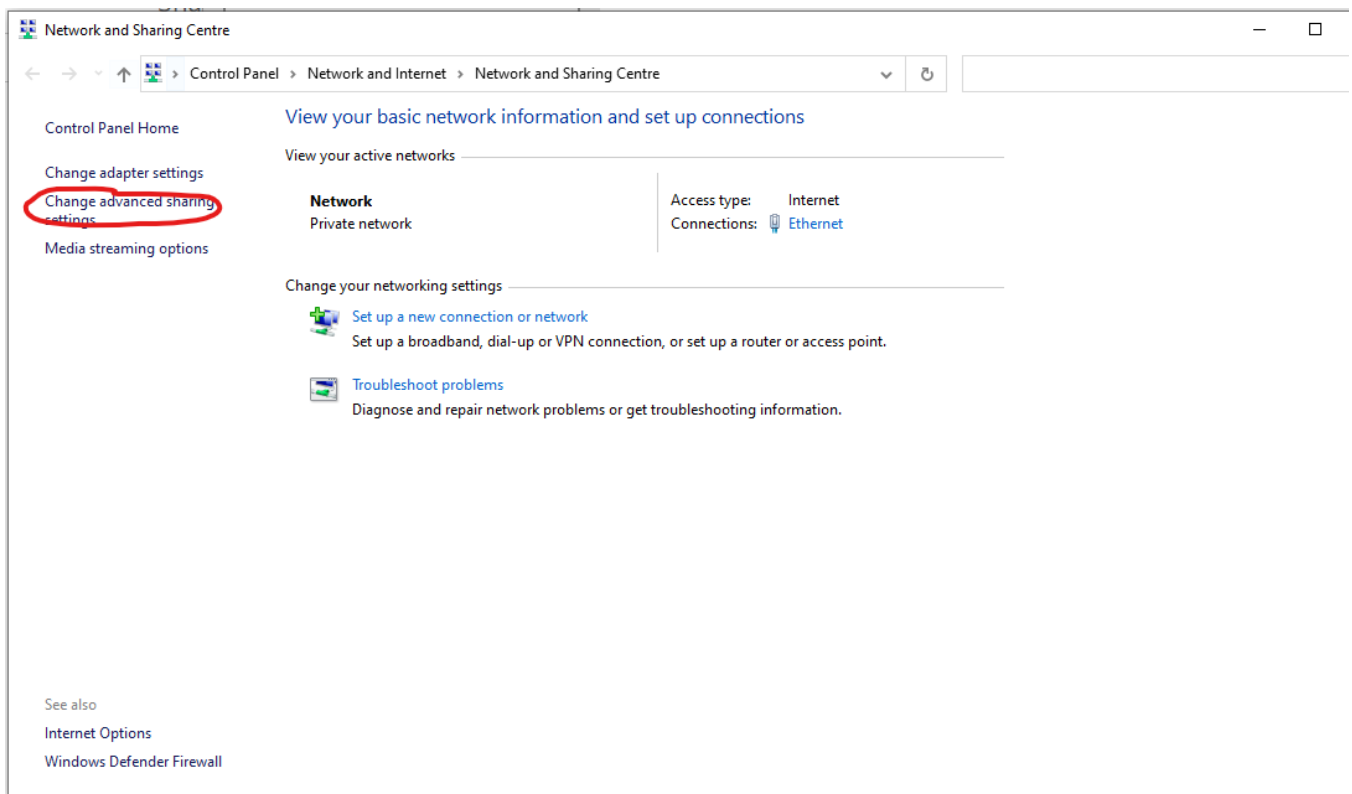 Network and Sharing Centre
Control Panel > Network and Internet > Network and Sharing Centre
Control Panel Home
Change adapter settings
Change advanced sharing
settings
Media streaming options
View your basic network information and set up connections
View your active networks
Network
Private network
Access type: Internet
Connections: Ethernet
Change your networking settings
Set up a new connection or network
Set up a broadband, dial-up or VPN connection, or set up a router or access point.
Troubleshoot problems
Diagnose and repair network problems or get troubleshooting information.
See also
Internet Options
Windows Defender Firewall